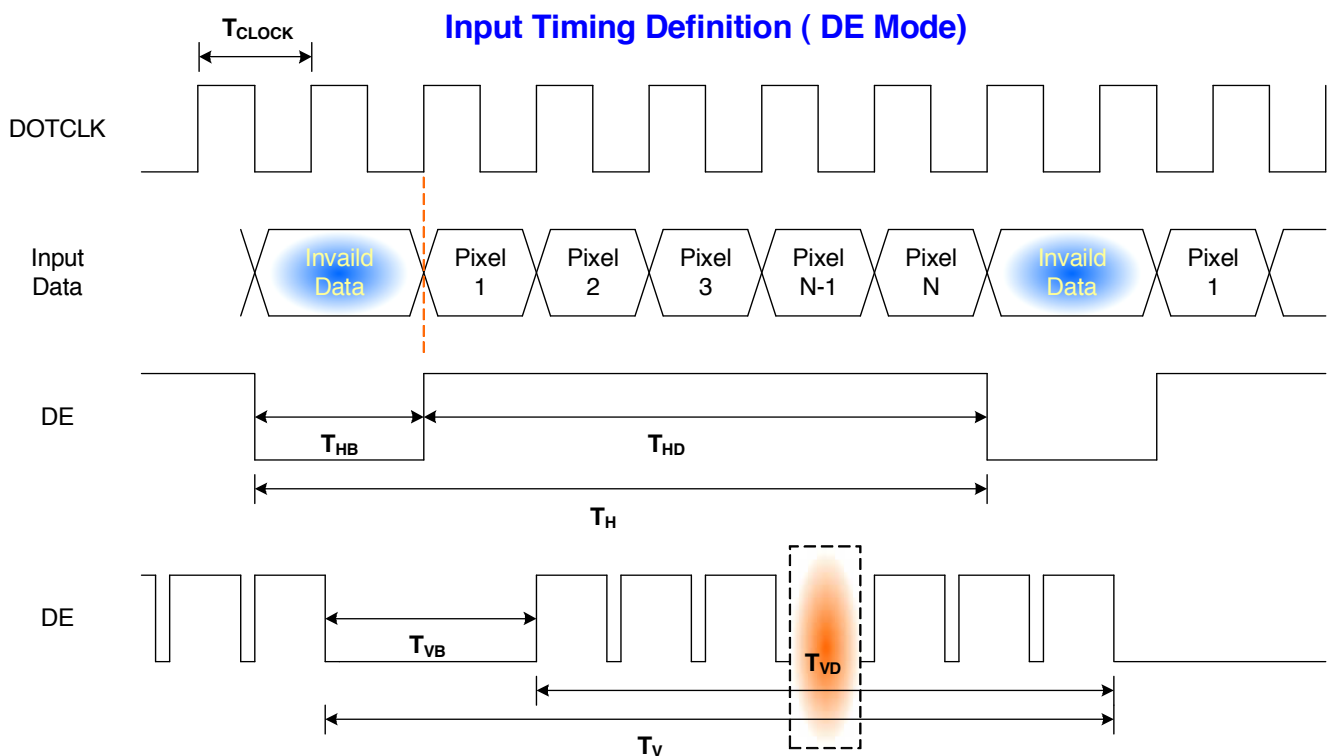 Input Timing Definition ( DE Mode)
TCLOCK
DOTCLK
Input
Data
Invaild
Data
Pixel
1
Pixel
2
Pixel
3
Pixel
N-1
Pixel
N
Invaild
Data
Pixel
1
DE
THB
THD
TH
DE
TVB
TVD
TV